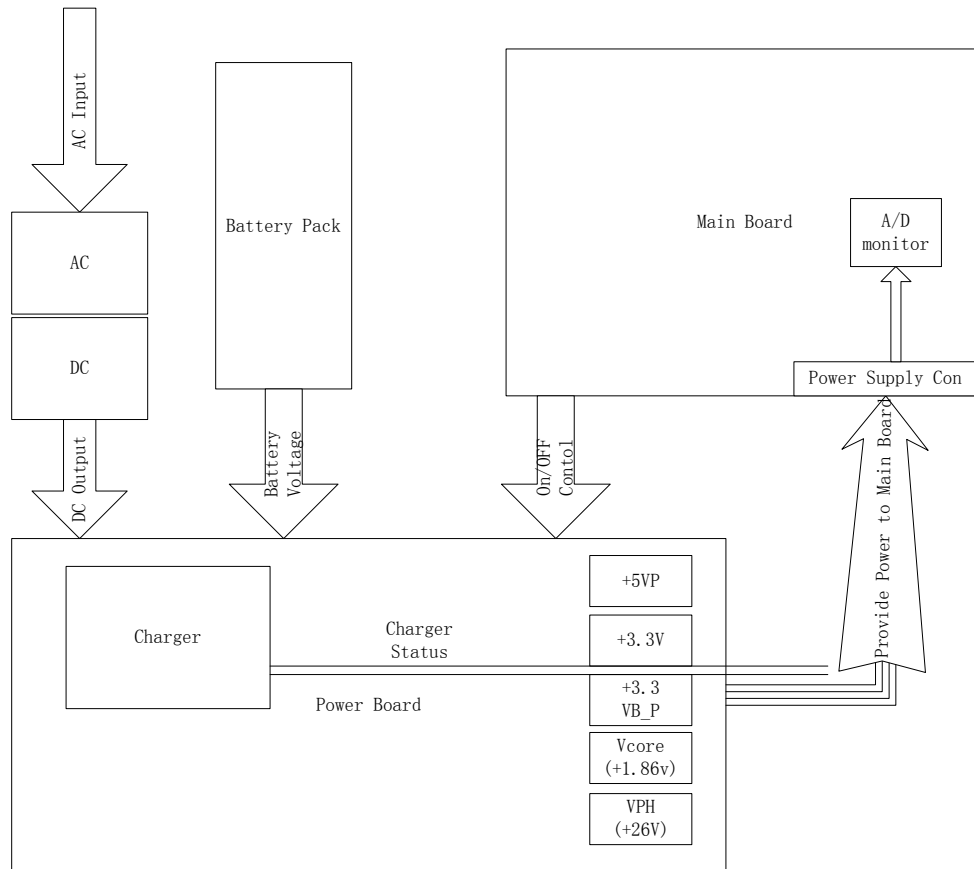 AC Input
AC
DC
DC Output
Battery Pack
Battery
Voltage
Main Board
A/D
monitor
Power Supply Con
On/OFF
Contol
Provide Power to Main Board
Charger
Charger
Status
Power Board
+5VP
+3.3V
+3.3
VB_P
Vcore
(+1.86v)
VPH
(+26V)